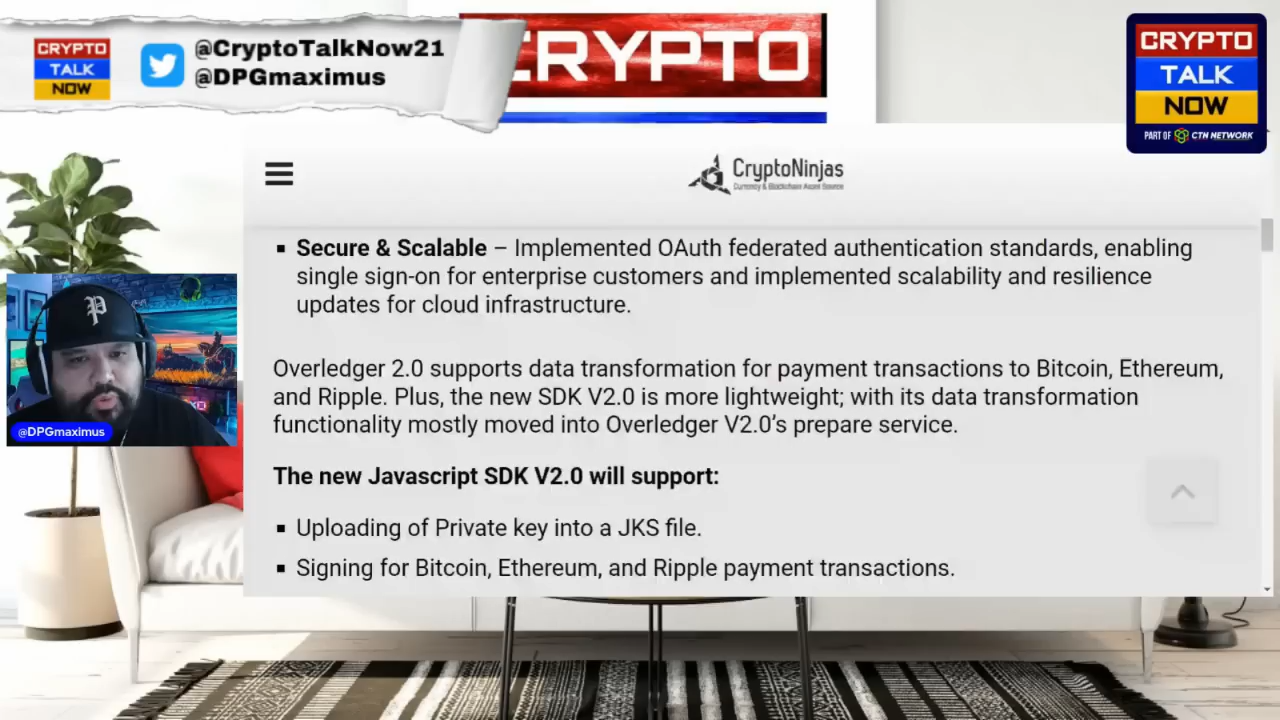 CRYPTO
TALK
NOW
@CryptoTalkNow21
@DPGmaximus
CRYPTO
CRYPTO
TALK
NOW
PART OF CTN NETWORK
CryptoNinjas
Currency & Blockchain Asset Source
▪ Secure & Scalable – Implemented OAuth federated authentication standards, enabling
single sign-on for enterprise customers and implemented scalability and resilience
updates for cloud infrastructure.
Overledger 2.0 supports data transformation for payment transactions to Bitcoin, Ethereum,
and Ripple. Plus, the new SDK V2.0 is more lightweight; with its data transformation
functionality mostly moved into Overledger V2.0’s prepare service.
The new Javascript SDK V2.0 will support:
▪ Uploading of Private key into a JKS file.
▪ Signing for Bitcoin, Ethereum, and Ripple payment transactions.
P
@DPGmaximus